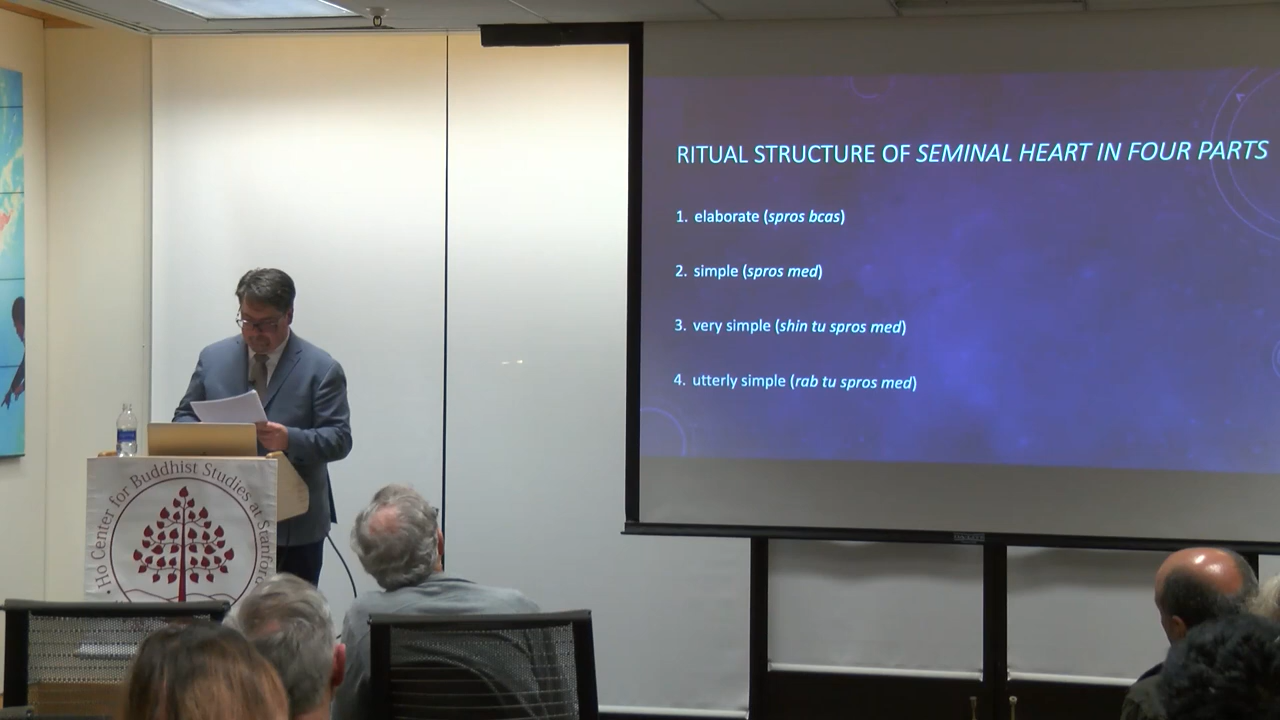 RITUAL STRUCTURE OF SEMINAL HEART IN FOUR PARTS
1. elaborate (spros bcas)
2. simple (spros med)
3. very simple (shin tu spros med)
4. utterly simple (rab tu spros med)
· Ho Center for Buddhist Studies at Stanford